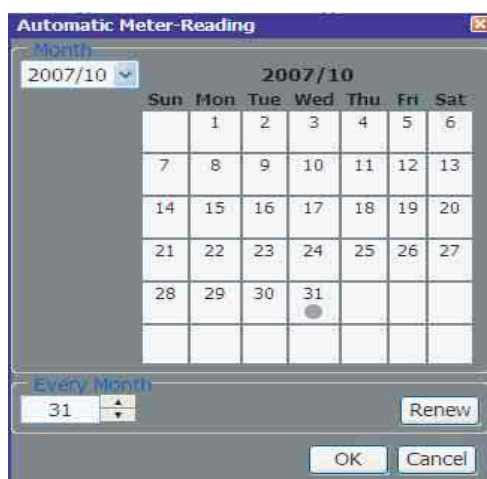 Automatic Meter-Reading
Month
2007/10
2007/10
Sun Mon Tue Wed Thu Fri Sat
1 2 3 4 5 6
7 8 9 10 11 12 13
14 15 16 17 18 19 20
21 22 23 24 25 26 27
28 29 30 31
Every Month
31
Renew
OK Cancel